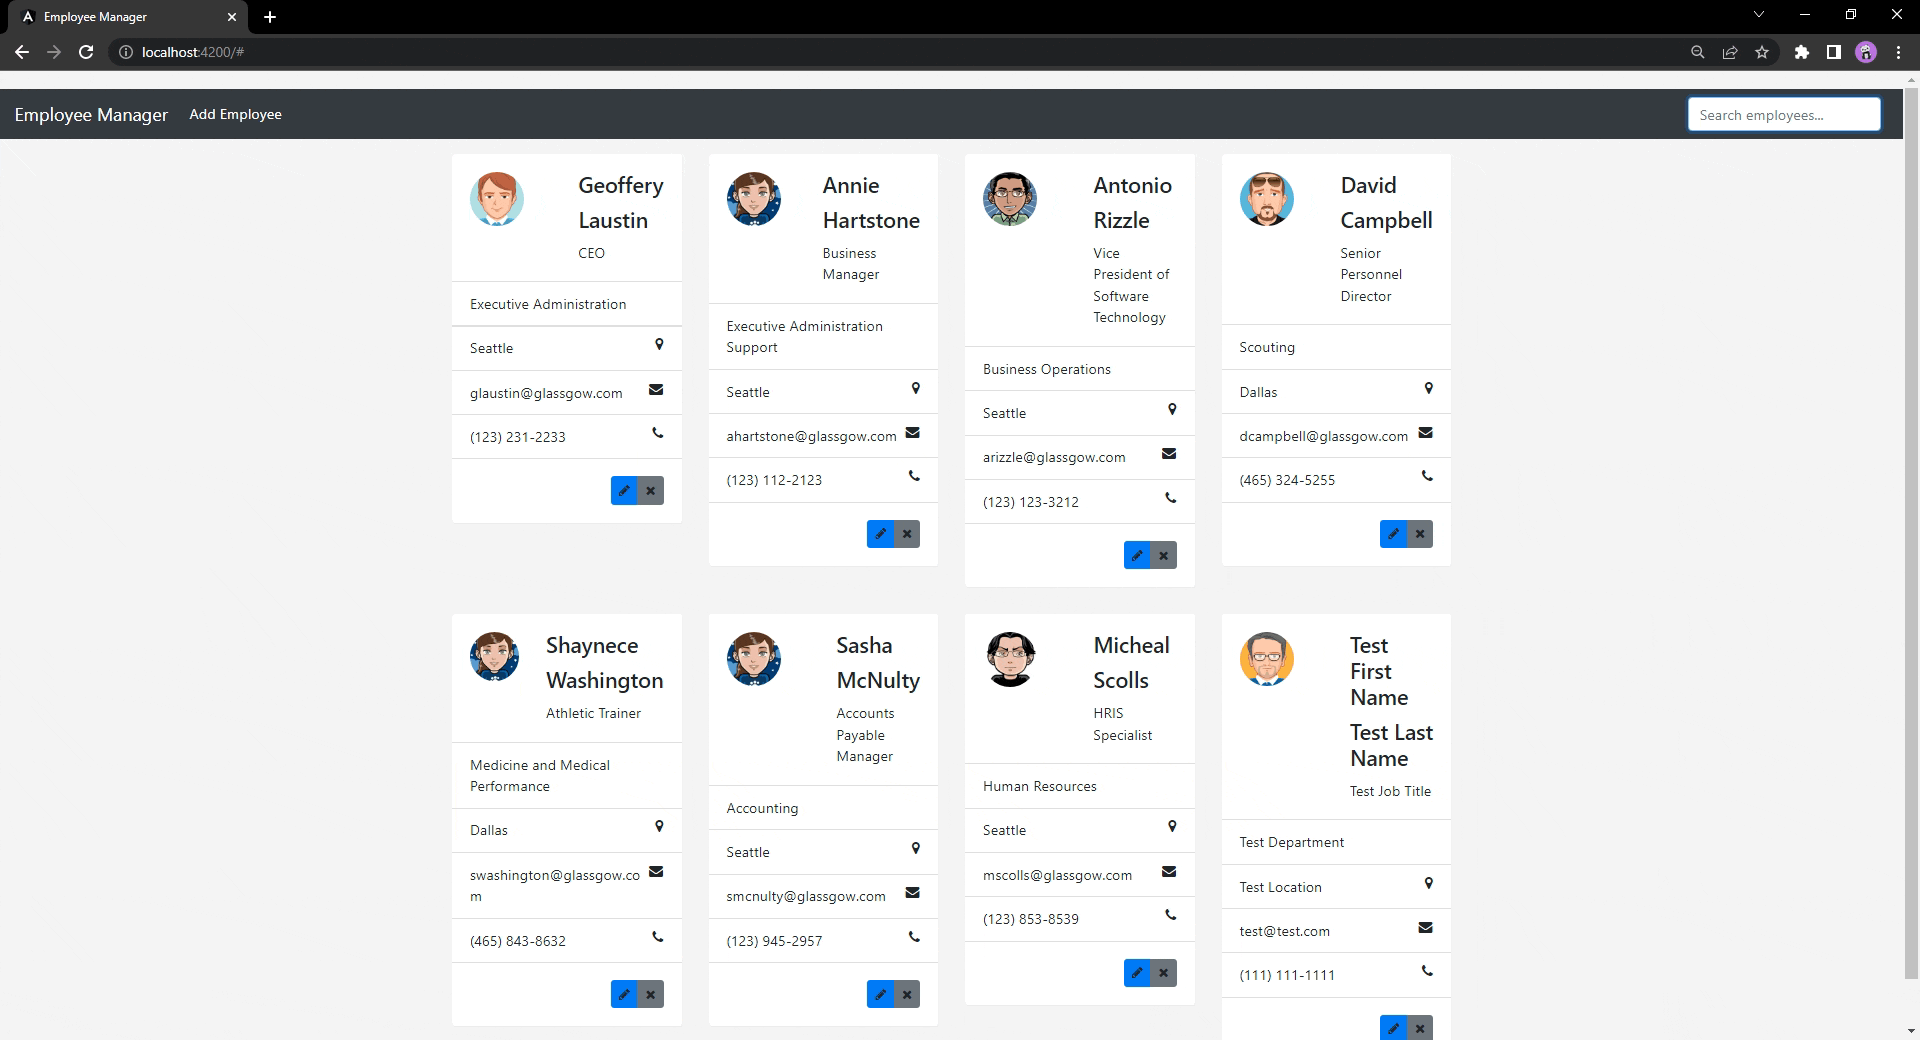 Employee Manager
localhost:4200/#
Employee Manager
Add Employee
Search employees...
Geoffery
Laustin
CEO
Executive Administration
Seattle
glaustin@glassgow.com
(123) 231-2233
Annie
Hartstone
Business
Manager
Executive Administration
Support
Seattle
ahartstone@glassgow.com
(123) 112-2123
Antonio
Rizzle
Vice
President of
Software
Technology
Business Operations
Seattle
arizzle@glassgow.com
(123) 123-3212
David
Campbell
Senior
Personnel
Director
Scouting
Dallas
dcampbell@glassgow.com
(465) 324-5255
Shaynece
Washington
Athletic Trainer
Medicine and Medical
Performance
Dallas
swashington@glassgow.co
m
(465) 843-8632
Sasha
McNulty
Accounts
Payable
Manager
Accounting
Seattle
smcnulty@glassgow.com
(123) 945-2957
Micheal
Scolls
HRIS
Specialist
Human Resources
Seattle
mscolls@glassgow.com
(123) 853-8539
Test
First
Name
Test Last
Name
Test Job Title
Test Department
Test Location
test@test.com
(111) 111-1111